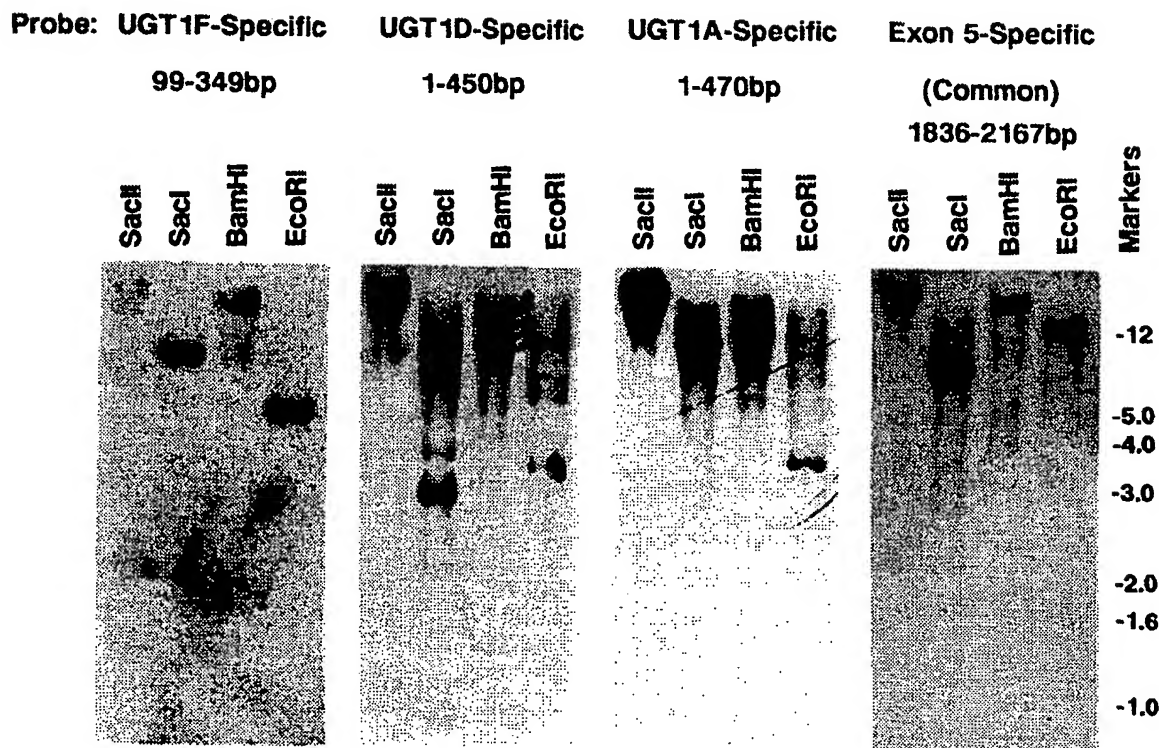 Probe: UGT1F-Specific UGT1D-Specific UGT1A-Specific Exon 5-Specific
99-349bp 1-450bp 1-470bp (Common)
1836-2167bp
SacII SacI BamHI EcoRI SacII SacI BamHI EcoRI SacII SacI BamHI EcoRI SacII SacI BamHI EcoRI Markers
-12
-5.0
-4.0
-3.0
-2.0
-1.6
-1.0